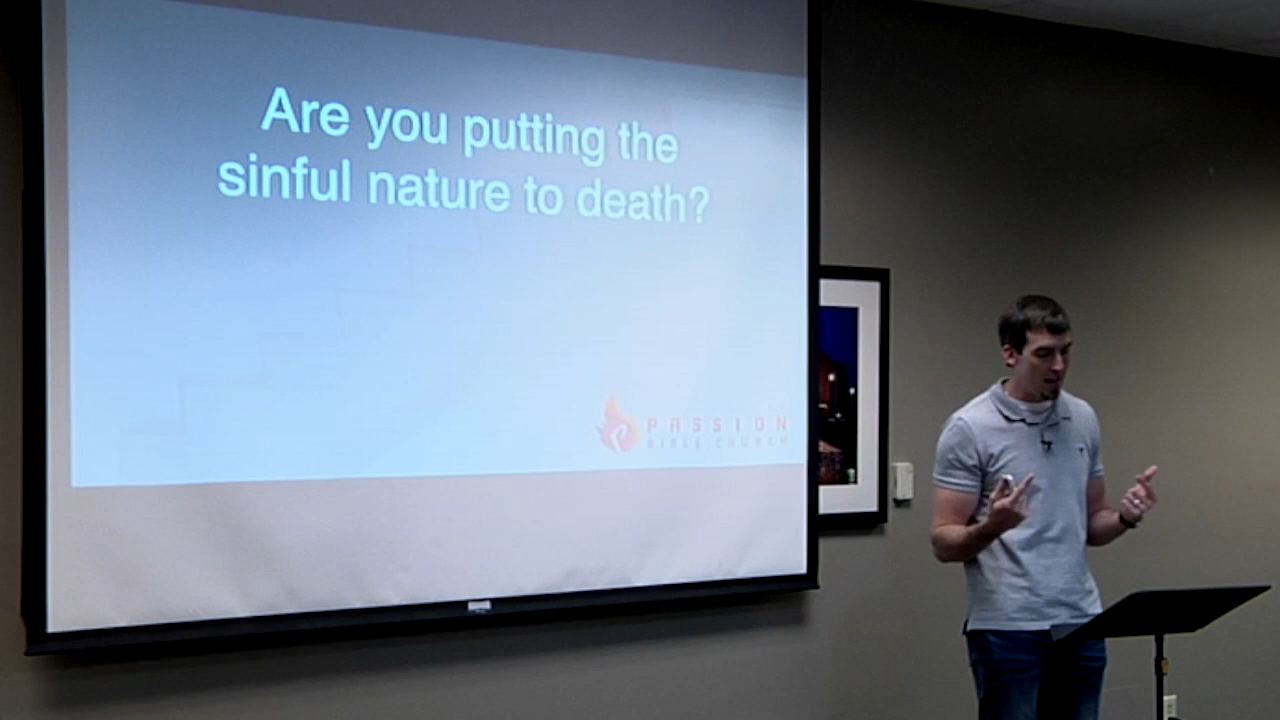 Are you putting the
sinful nature to death?
PASSION
BIBLE CHURCH